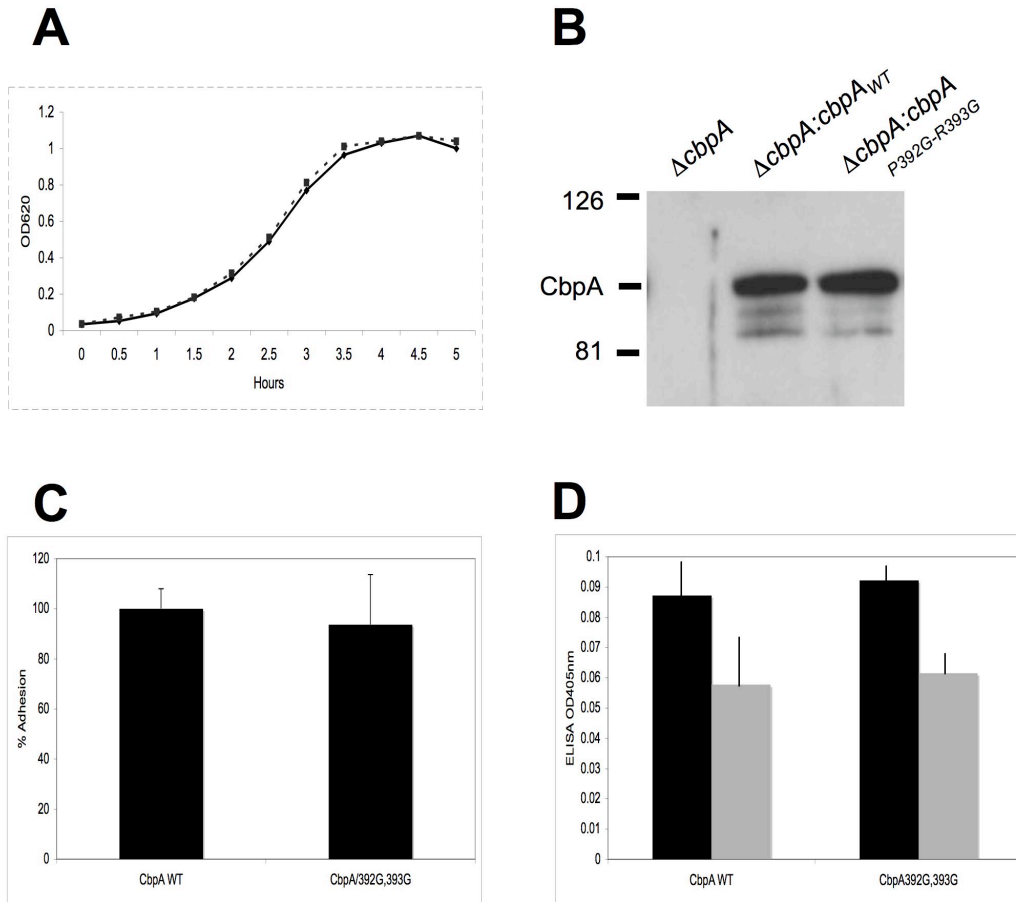 A
1.2
1
0.8
0.6
0.4
0.2
0
OD620
0 0.5 1 1.5 2 2.5 3 3.5 4 4.5 5
Hours
B
ΔcbpA
ΔcbpA:cbpAWT
ΔcbpA:cbpA
P392G-R393G
126
CbpA
81
C
120
100
80
60
40
20
0
% Adhesion
CbpA WT CbpA/392G,393G
D
0.1
0.09
0.08
0.07
0.06
0.05
0.04
0.03
0.02
0.01
0
ELISA OD405nm
CbpA WT CbpA392G,393G